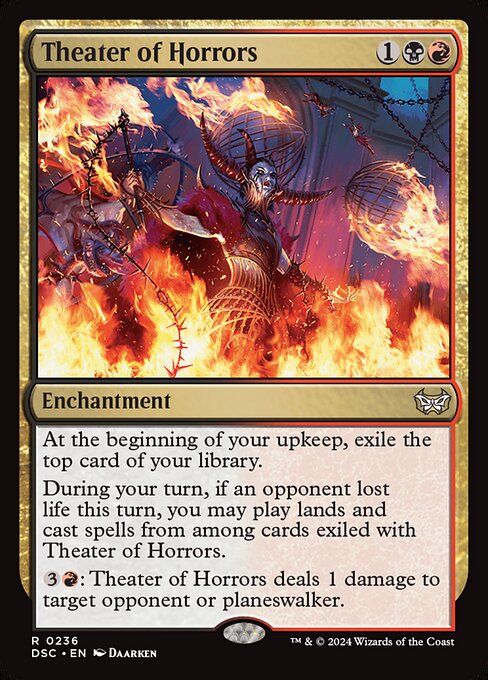 Theater of Horrors 1
Enchantment
At the beginning of your upkeep, exile the
top card of your library.
During your turn, if an opponent lost
life this turn, you may play lands and
cast spells from among cards exiled with
Theater of Horrors.
3: Theater of Horrors deals 1 damage to
target opponent or planeswalker.
R 0236
DSC • EN DAARKEN
™ & © 2024 Wizards of the Coast